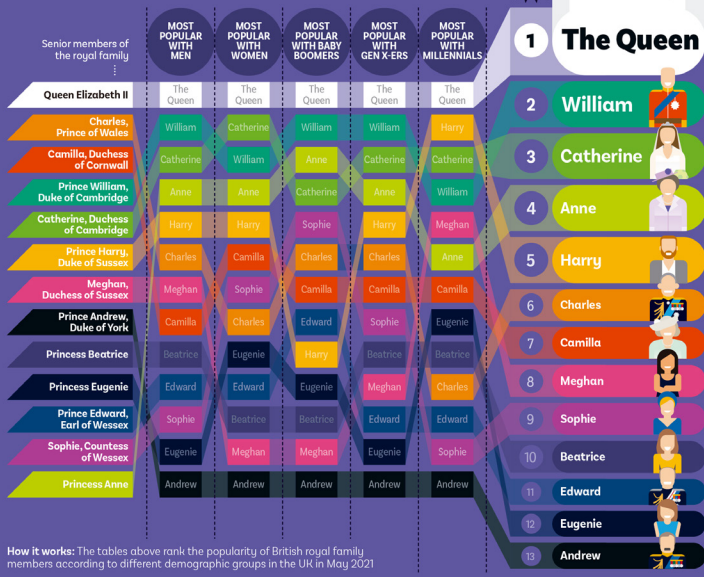 Senior members of
the royal family
MOST
POPULAR
WITH
MEN
MOST
POPULAR
WITH
WOMEN
MOST
POPULAR
WITH BABY
BOOMERS
MOST
POPULAR
WITH
GEN X-ERS
MOST
POPULAR
WITH
MILLENNIALS
Queen Elizabeth II
The
Queen
The
Queen
The
Queen
The
Queen
The
Queen
Charles,
Prince of Wales
William
Catherine
William
William
Harry
Camilla, Duchess
of Cornwall
Catherine
William
Anne
Catherine
Catherine
Prince William,
Duke of Cambridge
Anne
Anne
Catherine
Anne
William
Catherine, Duchess
of Cambridge
Harry
Harry
Sophie
Harry
Meghan
Prince Harry,
Duke of Sussex
Charles
Camilla
Charles
Charles
Anne
Meghan,
Duchess of Sussex
Meghan
Sophie
Camilla
Camilla
Camilla
Prince Andrew,
Duke of York
Camilla
Charles
Edward
Sophie
Eugenie
Princess Beatrice
Beatrice
Eugenie
Harry
Beatrice
Beatrice
Princess Eugenie
Edward
Edward
Eugenie
Meghan
Charles
Prince Edward,
Earl of Wessex
Sophie
Beatrice
Beatrice
Edward
Edward
Sophie, Countess
of Wessex
Eugenie
Meghan
Meghan
Eugenie
Sophie
Princess Anne
Andrew
Andrew
Andrew
Andrew
Andrew
1 The Queen
2 William
3 Catherine
4 Anne
5 Harry
6 Charles
7 Camilla
8 Meghan
9 Sophie
10 Beatrice
11 Edward
12 Eugenie
13 Andrew
How it works: The tables above rank the popularity of British royal family
members according to different demographic groups in the UK in May 2021